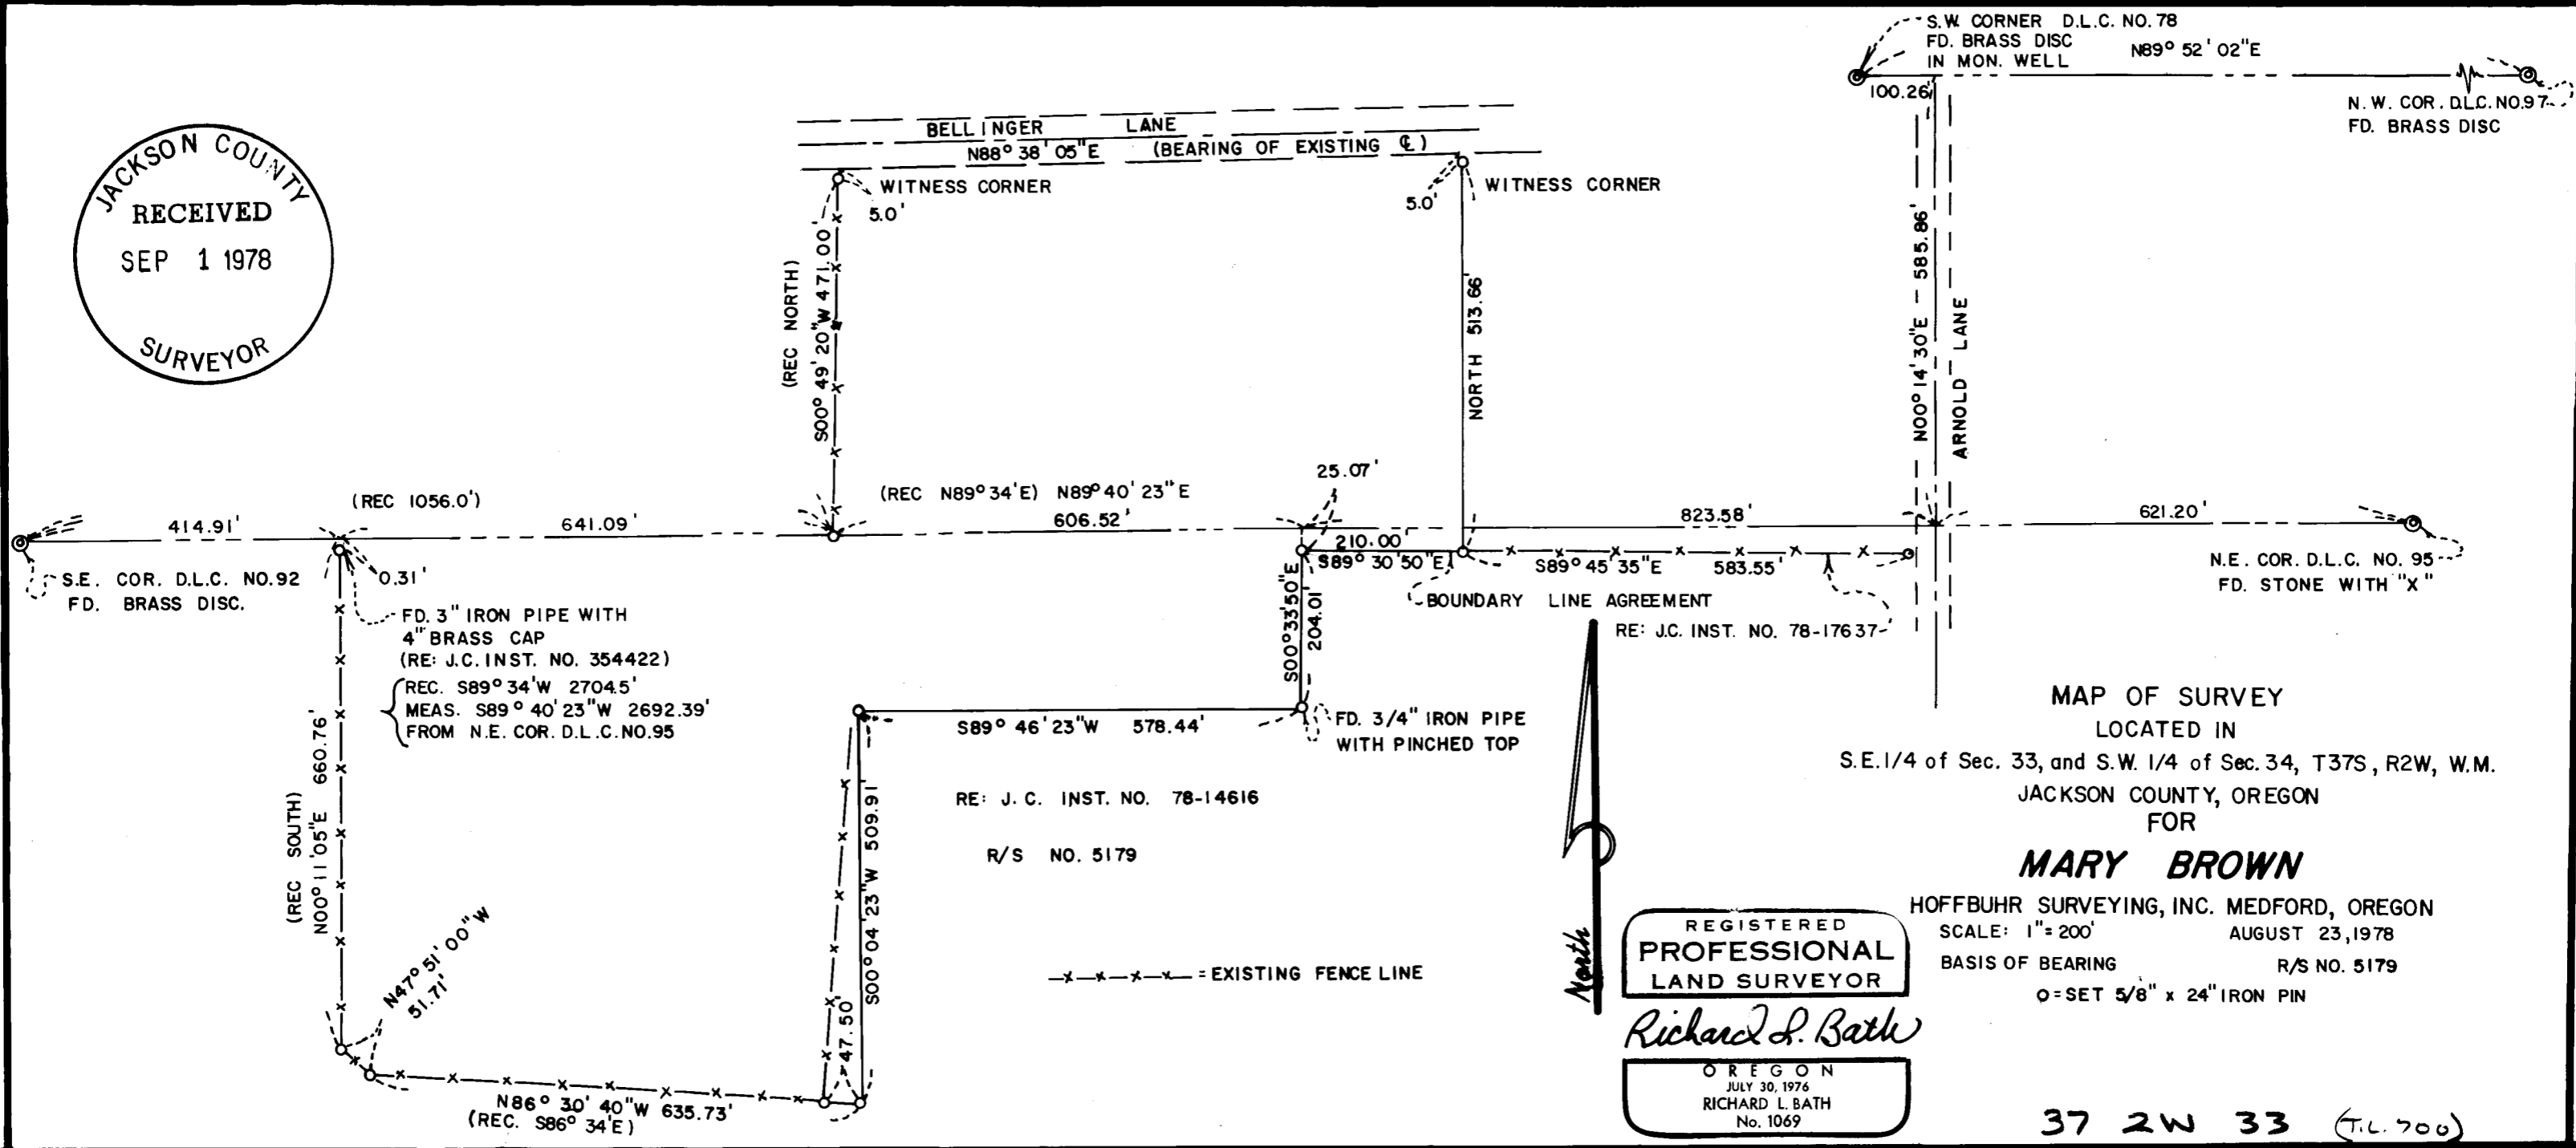 JACKSON COUNTY
RECEIVED
SEP 1 1978
SURVEYOR
BELLINGER LANE
N88° 38' 05"E (BEARING OF EXISTING ℄)
WITNESS CORNER
5.0'
5.0'
WITNESS CORNER
S.W. CORNER D.L.C. NO. 78
FD. BRASS DISC
IN MON. WELL
N89° 52' 02"E
100.26'
N.W. COR. D.L.C. NO.97
FD. BRASS DISC
(REC NORTH)
S00° 49' 20"W 471.00'
NORTH 513.66'
N00° 14' 30"E - 585.86'
ARNOLD LANE
(REC 1056.0')
414.91'
641.09'
(REC N89° 34'E) N89° 40' 23"E
606.52'
25.07'
823.58'
621.20'
S.E. COR. D.L.C. NO.92
FD. BRASS DISC.
0.31'
210.00'
S89° 30' 50"E
S89° 45' 35"E 583.55'
N.E. COR. D.L.C. NO. 95
FD. STONE WITH "X"
FD. 3" IRON PIPE WITH
4" BRASS CAP
(RE: J.C. INST. NO. 354422)
REC. S89° 34'W 2704.5'
MEAS. S89° 40' 23"W 2692.39'
FROM N.E. COR. D.L.C. NO.95
BOUNDARY LINE AGREEMENT
RE: J.C. INST. NO. 78-17637
S00° 33' 50"E
204.01'
S89° 46' 23"W 578.44'
FD. 3/4" IRON PIPE
WITH PINCHED TOP
(REC SOUTH)
N00° 11' 05"E 660.76'
RE: J. C. INST. NO. 78-14616
R/S NO. 5179
S00° 04' 23"W 509.91'
47.50'
N47° 51' 00"W
51.71'
N86° 30' 40"W 635.73'
(REC. S86° 34'E)
—x—x—x—x— = EXISTING FENCE LINE
North
MAP OF SURVEY
LOCATED IN
S.E.1/4 of Sec. 33, and S.W. 1/4 of Sec. 34, T37S, R2W, W.M.
JACKSON COUNTY, OREGON
FOR
MARY BROWN
HOFFBUHR SURVEYING, INC. MEDFORD, OREGON
SCALE: 1" = 200' AUGUST 23, 1978
BASIS OF BEARING R/S NO. 5179
O = SET 5/8" x 24" IRON PIN
REGISTERED
PROFESSIONAL
LAND SURVEYOR
Richard L. Bath
OREGON
JULY 30, 1976
RICHARD L. BATH
No. 1069
37 2W 33 (T.L. 700)